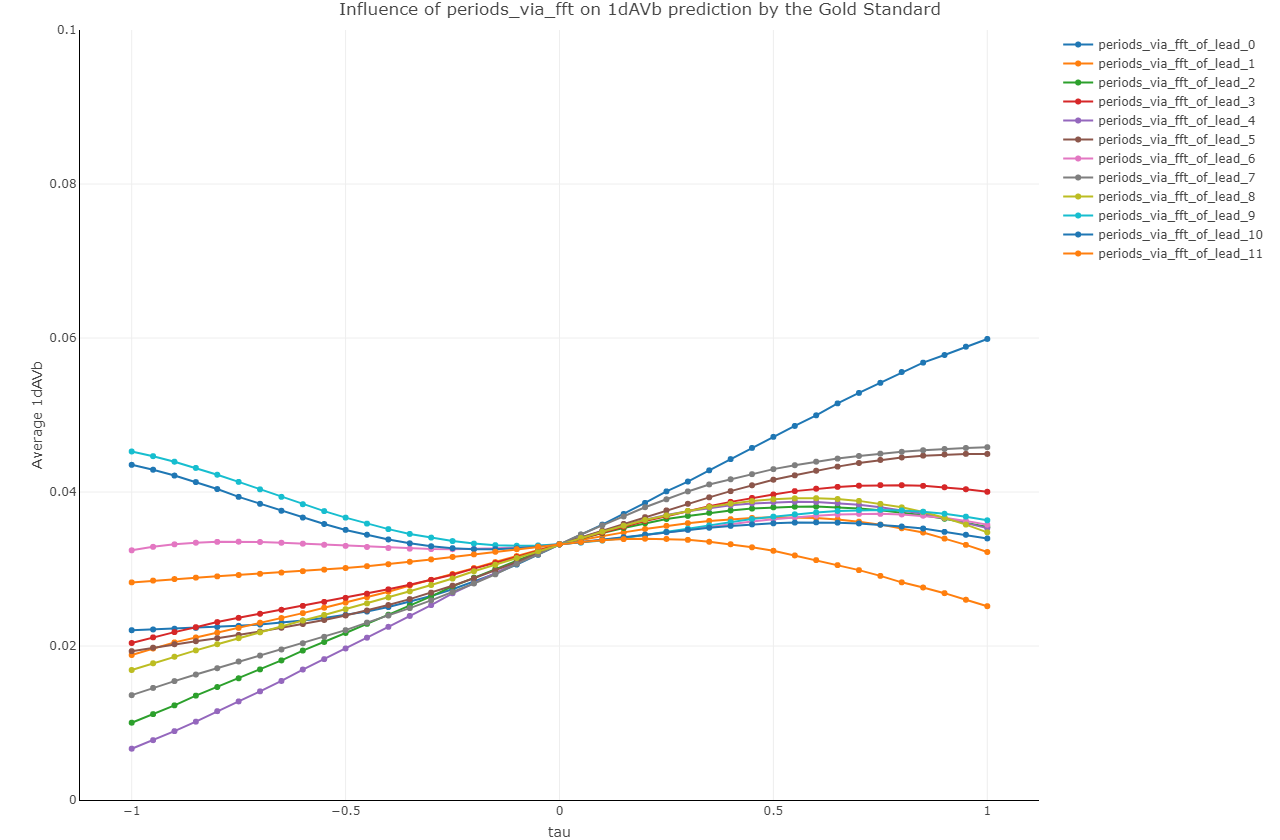 Influence of periods_via_fft on 1dAVb prediction by the Gold Standard
0.1
0.08
0.06
0.04
0.02
0
Average 1dAVb
−1
−0.5
0
0.5
1
tau
periods_via_fft_of_lead_0
periods_via_fft_of_lead_1
periods_via_fft_of_lead_2
periods_via_fft_of_lead_3
periods_via_fft_of_lead_4
periods_via_fft_of_lead_5
periods_via_fft_of_lead_6
periods_via_fft_of_lead_7
periods_via_fft_of_lead_8
periods_via_fft_of_lead_9
periods_via_fft_of_lead_10
periods_via_fft_of_lead_11